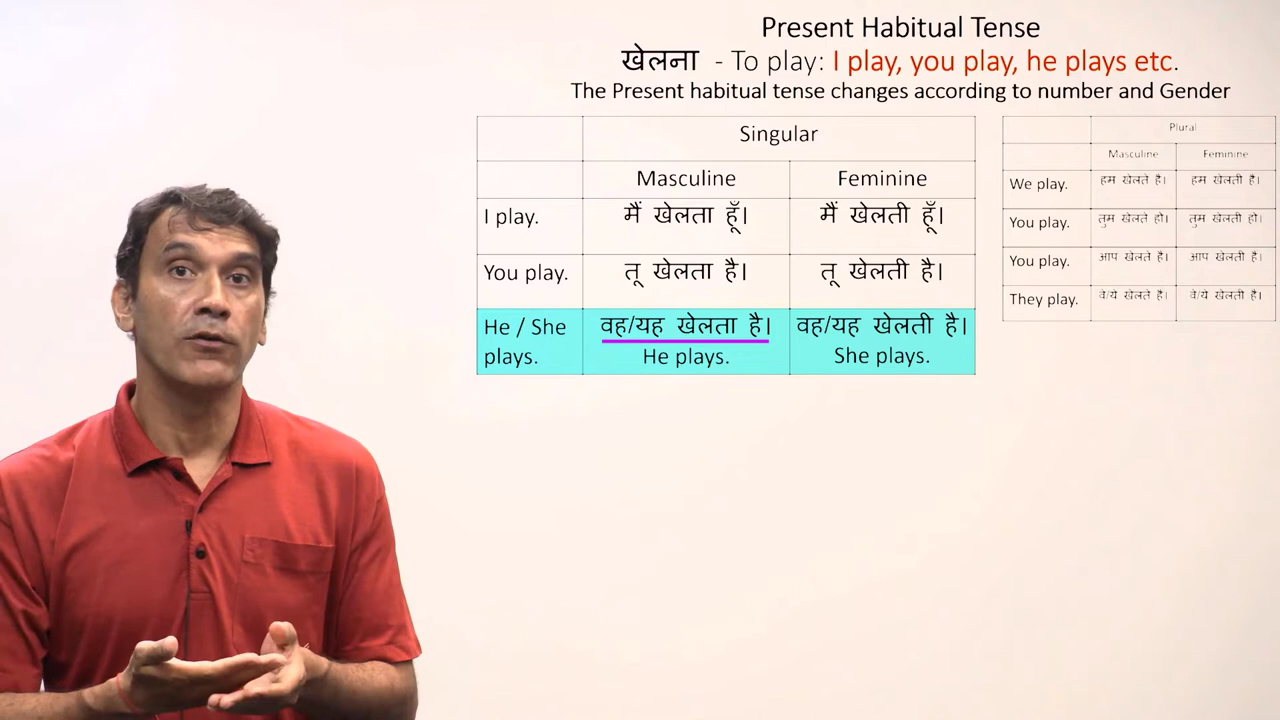 Present Habitual Tense
खेलना - To play: I play, you play, he plays etc.
The Present habitual tense changes according to number and Gender
Singular
Masculine Feminine
I play. मैं खेलता हूँ। मैं खेलती हूँ।
You play. तू खेलता है। तू खेलती है।
He / She plays. वह/यह खेलता है। वह/यह खेलती है।
He plays. She plays.
Plural
Masculine Feminine
We play. हम खेलते है। हम खेलती है।
You play. तुम खेलते हो। तुम खेलती हो।
You play. आप खेलते है। आप खेलती है।
They play. वे/ये खेलते है। वे/ये खेलती है।